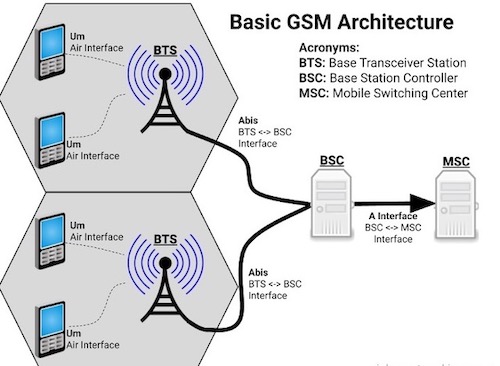 Basic GSM Architecture
Acronyms:
BTS: Base Transceiver Station
BSC: Base Station Controller
MSC: Mobile Switching Center
Um
Air Interface
BTS
Um
Air Interface
Abis
BTS <-> BSC
Interface
BSC
MSC
A Interface
BSC <-> MSC
Interface
Um
Air Interface
BTS
Abis
BTS <-> BSC
Interface
Um
Air Interface